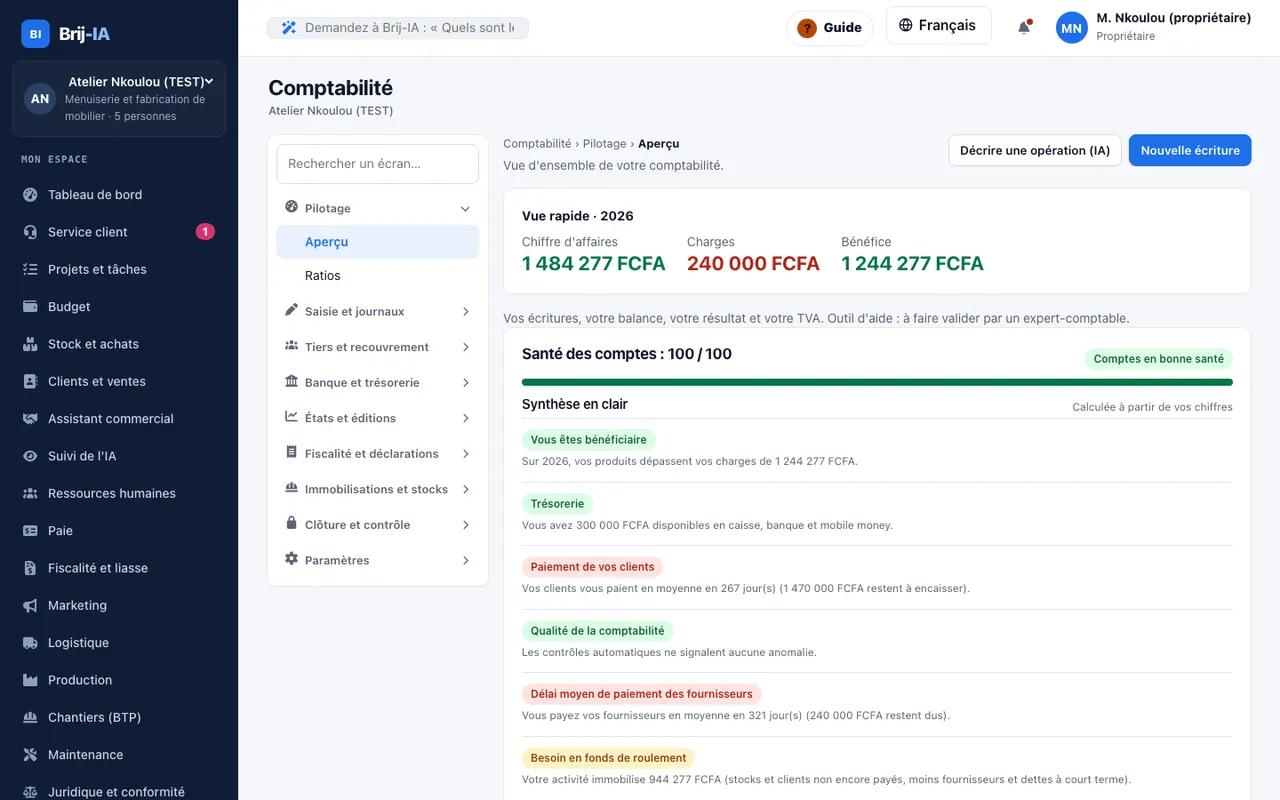 BI Brij-IA
AN
Atelier Nkoulou (TEST)
Menuiserie et fabrication de
mobilier · 5 personnes
MON ESPACE
Tableau de bord
Service client 1
Projets et tâches
Budget
Stock et achats
Clients et ventes
Assistant commercial
Suivi de l'IA
Ressources humaines
Paie
Fiscalité et liasse
Marketing
Logistique
Production
Chantiers (BTP)
Maintenance
Juridique et conformité
Demandez à Brij-IA : « Quels sont l
? Guide
Français
MN
M. Nkoulou (propriétaire)
Propriétaire
Comptabilité
Atelier Nkoulou (TEST)
Rechercher un écran...
Pilotage
Aperçu
Ratios
Saisie et journaux
Tiers et recouvrement
Banque et trésorerie
États et éditions
Fiscalité et déclarations
Immobilisations et stocks
Clôture et contrôle
Paramètres
Comptabilité › Pilotage › Aperçu
Vue d'ensemble de votre comptabilité.
Décrire une opération (IA)
Nouvelle écriture
Vue rapide · 2026
Chiffre d'affaires
1 484 277 FCFA
Charges
240 000 FCFA
Bénéfice
1 244 277 FCFA
Vos écritures, votre balance, votre résultat et votre TVA. Outil d'aide : à faire valider par un expert-comptable.
Santé des comptes : 100 / 100
Comptes en bonne santé
Synthèse en clair
Calculée à partir de vos chiffres
Vous êtes bénéficiaire
Sur 2026, vos produits dépassent vos charges de 1 244 277 FCFA.
Trésorerie
Vous avez 300 000 FCFA disponibles en caisse, banque et mobile money.
Paiement de vos clients
Vos clients vous paient en moyenne en 267 jour(s) (1 470 000 FCFA restent à encaisser).
Qualité de la comptabilité
Les contrôles automatiques ne signalent aucune anomalie.
Délai moyen de paiement des fournisseurs
Vous payez vos fournisseurs en moyenne en 321 jour(s) (240 000 FCFA restent dus).
Besoin en fonds de roulement
Votre activité immobilise 944 277 FCFA (stocks et clients non encore payés, moins fournisseurs et dettes à court terme).